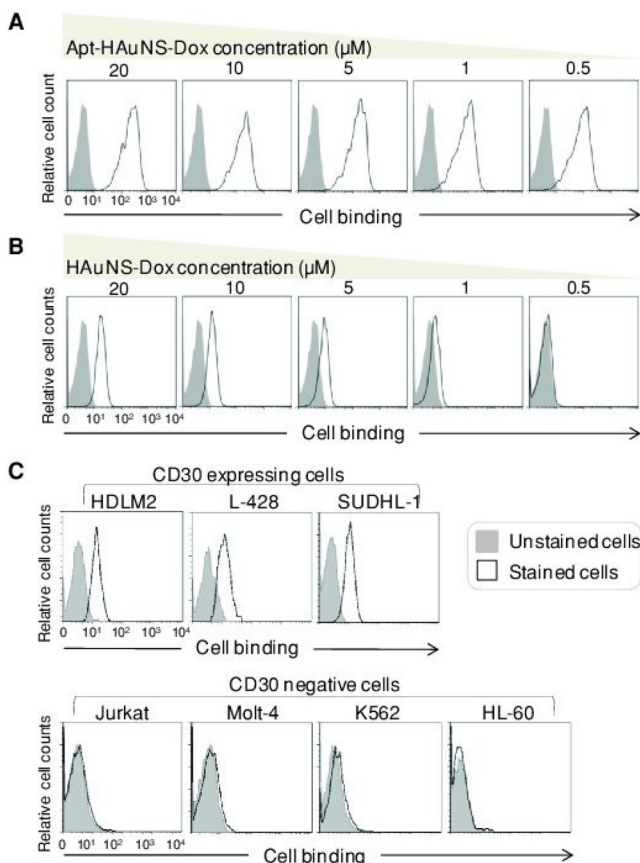 A
Apt-HAuNS-Dox concentration (µM)
20 10 5 1 0.5
Relative cell count
0 10¹ 10² 10³ 10⁴
Cell binding
B
HAuNS-Dox concentration (µM)
20 10 5 1 0.5
Relative cell counts
0 10¹ 10² 10³ 10⁴
Cell binding
C
CD30 expressing cells
HDLM2 L-428 SUDHL-1
Relative cell counts
0 10¹ 10² 10³ 10⁴
Cell binding
Unstained cells
Stained cells
CD30 negative cells
Jurkat Molt-4 K562 HL-60
Relative cell counts
0 10¹ 10² 10³ 10⁴
Cell binding